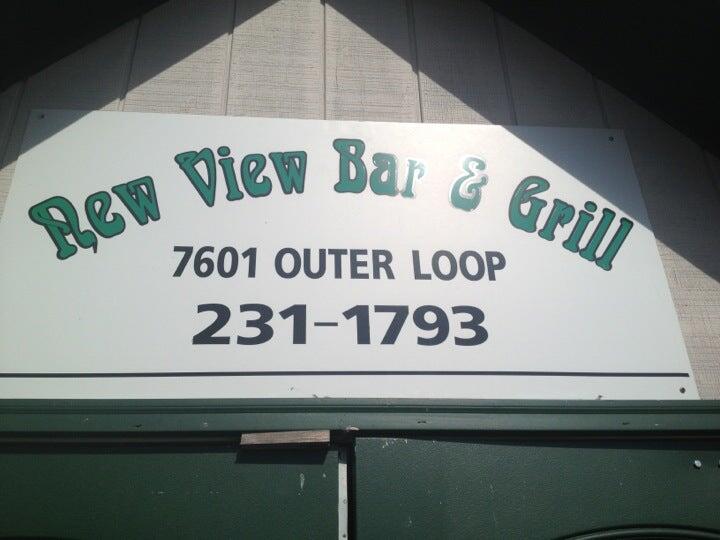 New View Bar & Grill
7601 OUTER LOOP
231-1793